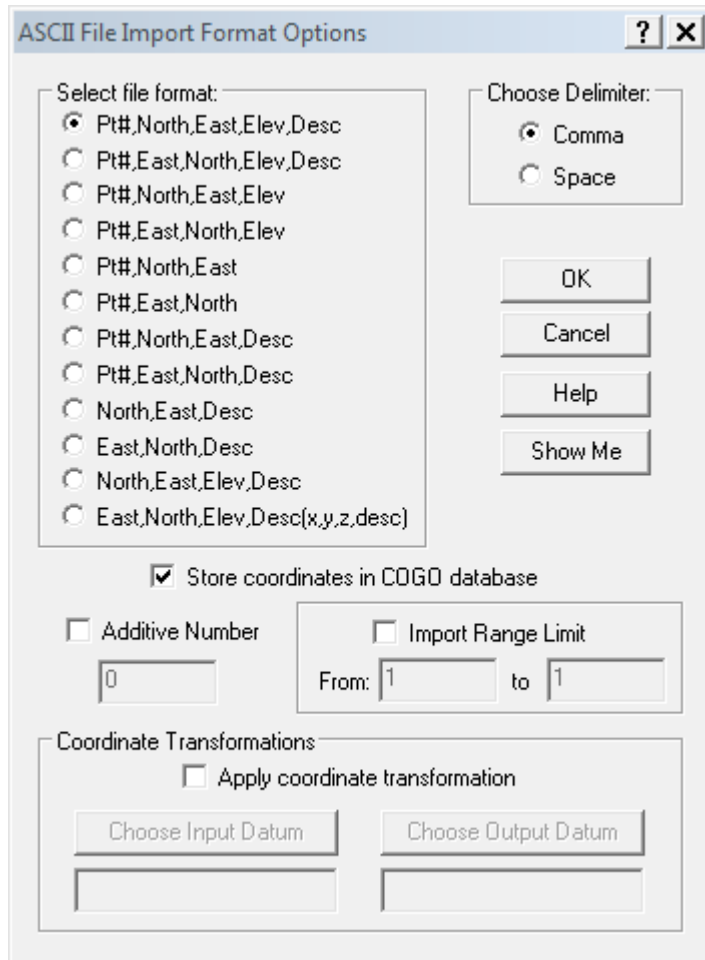 ASCII File Import Format Options ? X
Select file format:
Pt#,North,East,Elev,Desc
Pt#,East,North,Elev,Desc
Pt#,North,East,Elev
Pt#,East,North,Elev
Pt#,North,East
Pt#,East,North
Pt#,North,East,Desc
Pt#,East,North,Desc
North,East,Desc
East,North,Desc
North,East,Elev,Desc
East,North,Elev,Desc(x,y,z,desc)
Choose Delimiter:
Comma
Space
OK
Cancel
Help
Show Me
Store coordinates in COGO database
Additive Number
0
Import Range Limit
From: 1 to 1
Coordinate Transformations
Apply coordinate transformation
Choose Input Datum Choose Output Datum